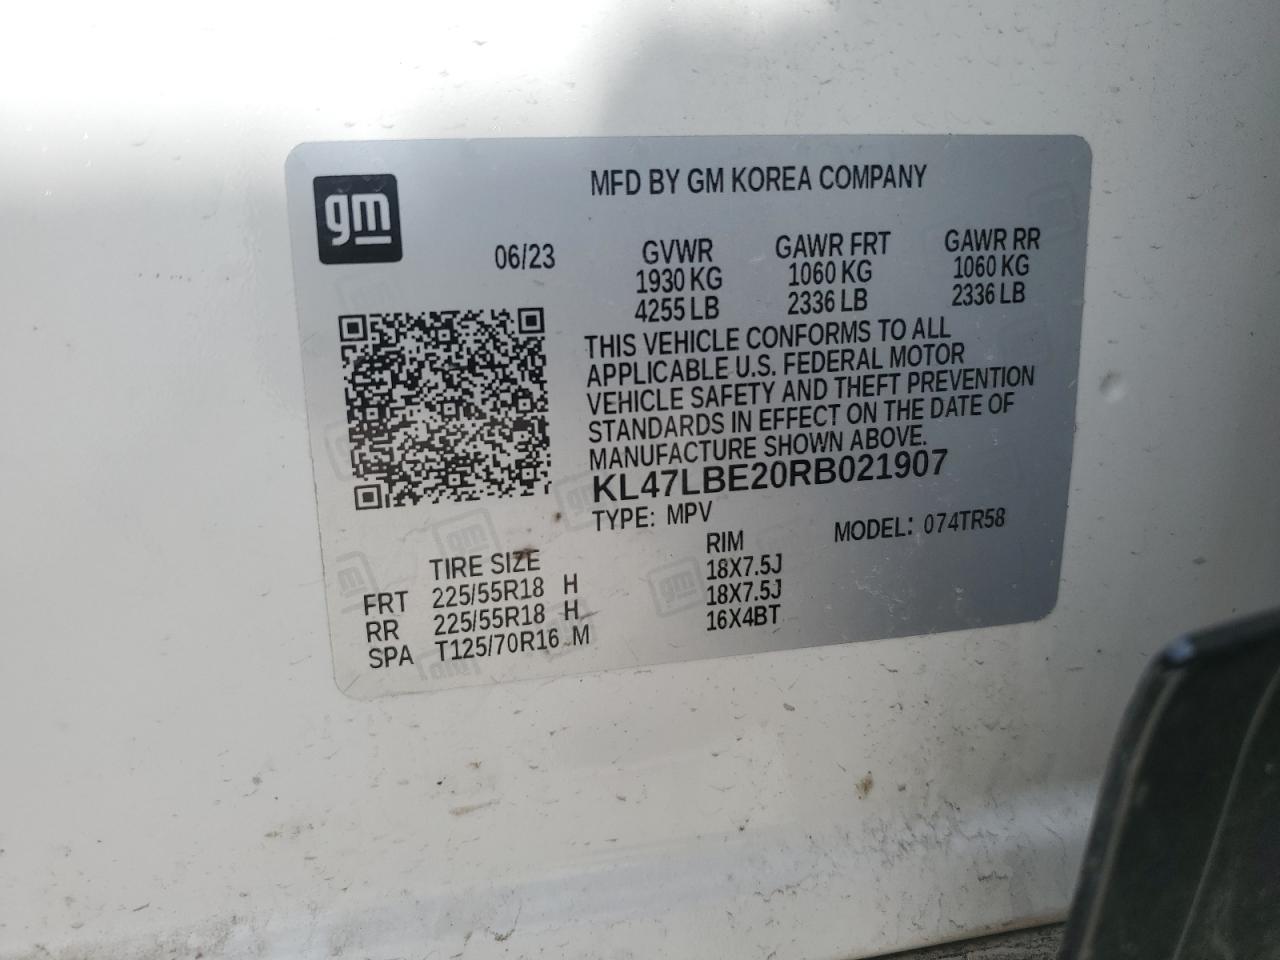 gm
MFD BY GM KOREA COMPANY
06/23
GVWR GAWR FRT GAWR RR
1930 KG 1060 KG 1060 KG
4255 LB 2336 LB 2336 LB
THIS VEHICLE CONFORMS TO ALL
APPLICABLE U.S. FEDERAL MOTOR
VEHICLE SAFETY AND THEFT PREVENTION
STANDARDS IN EFFECT ON THE DATE OF
MANUFACTURE SHOWN ABOVE.
KL47LBE20RB021907
TYPE: MPV MODEL: 074TR58
TIRE SIZE RIM
FRT 225/55R18 H 18X7.5J
RR 225/55R18 H 18X7.5J
SPA T125/70R16 M 16X4BT